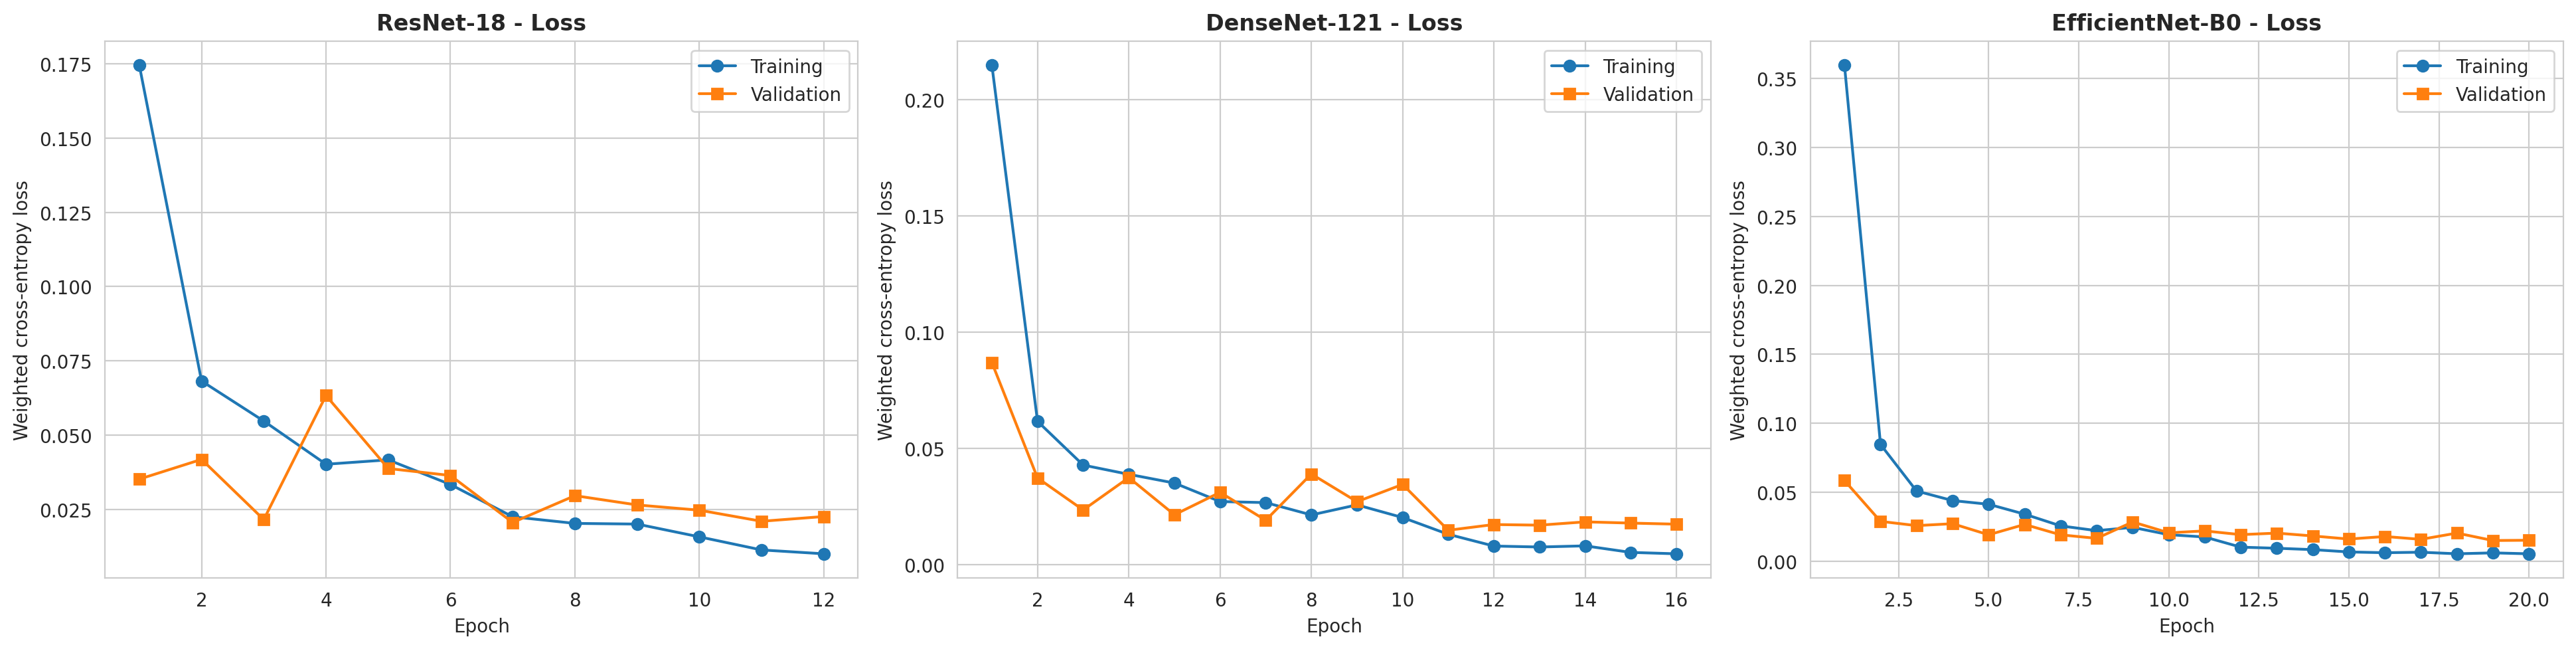 ResNet-18 - Loss
Weighted cross-entropy loss
0.175
0.150
0.125
0.100
0.075
0.050
0.025
Training
Validation
2 4 6 8 10 12
Epoch
DenseNet-121 - Loss
Weighted cross-entropy loss
0.20
0.15
0.10
0.05
0.00
Training
Validation
2 4 6 8 10 12 14 16
Epoch
EfficientNet-B0 - Loss
Weighted cross-entropy loss
0.35
0.30
0.25
0.20
0.15
0.10
0.05
0.00
Training
Validation
2.5 5.0 7.5 10.0 12.5 15.0 17.5 20.0
Epoch